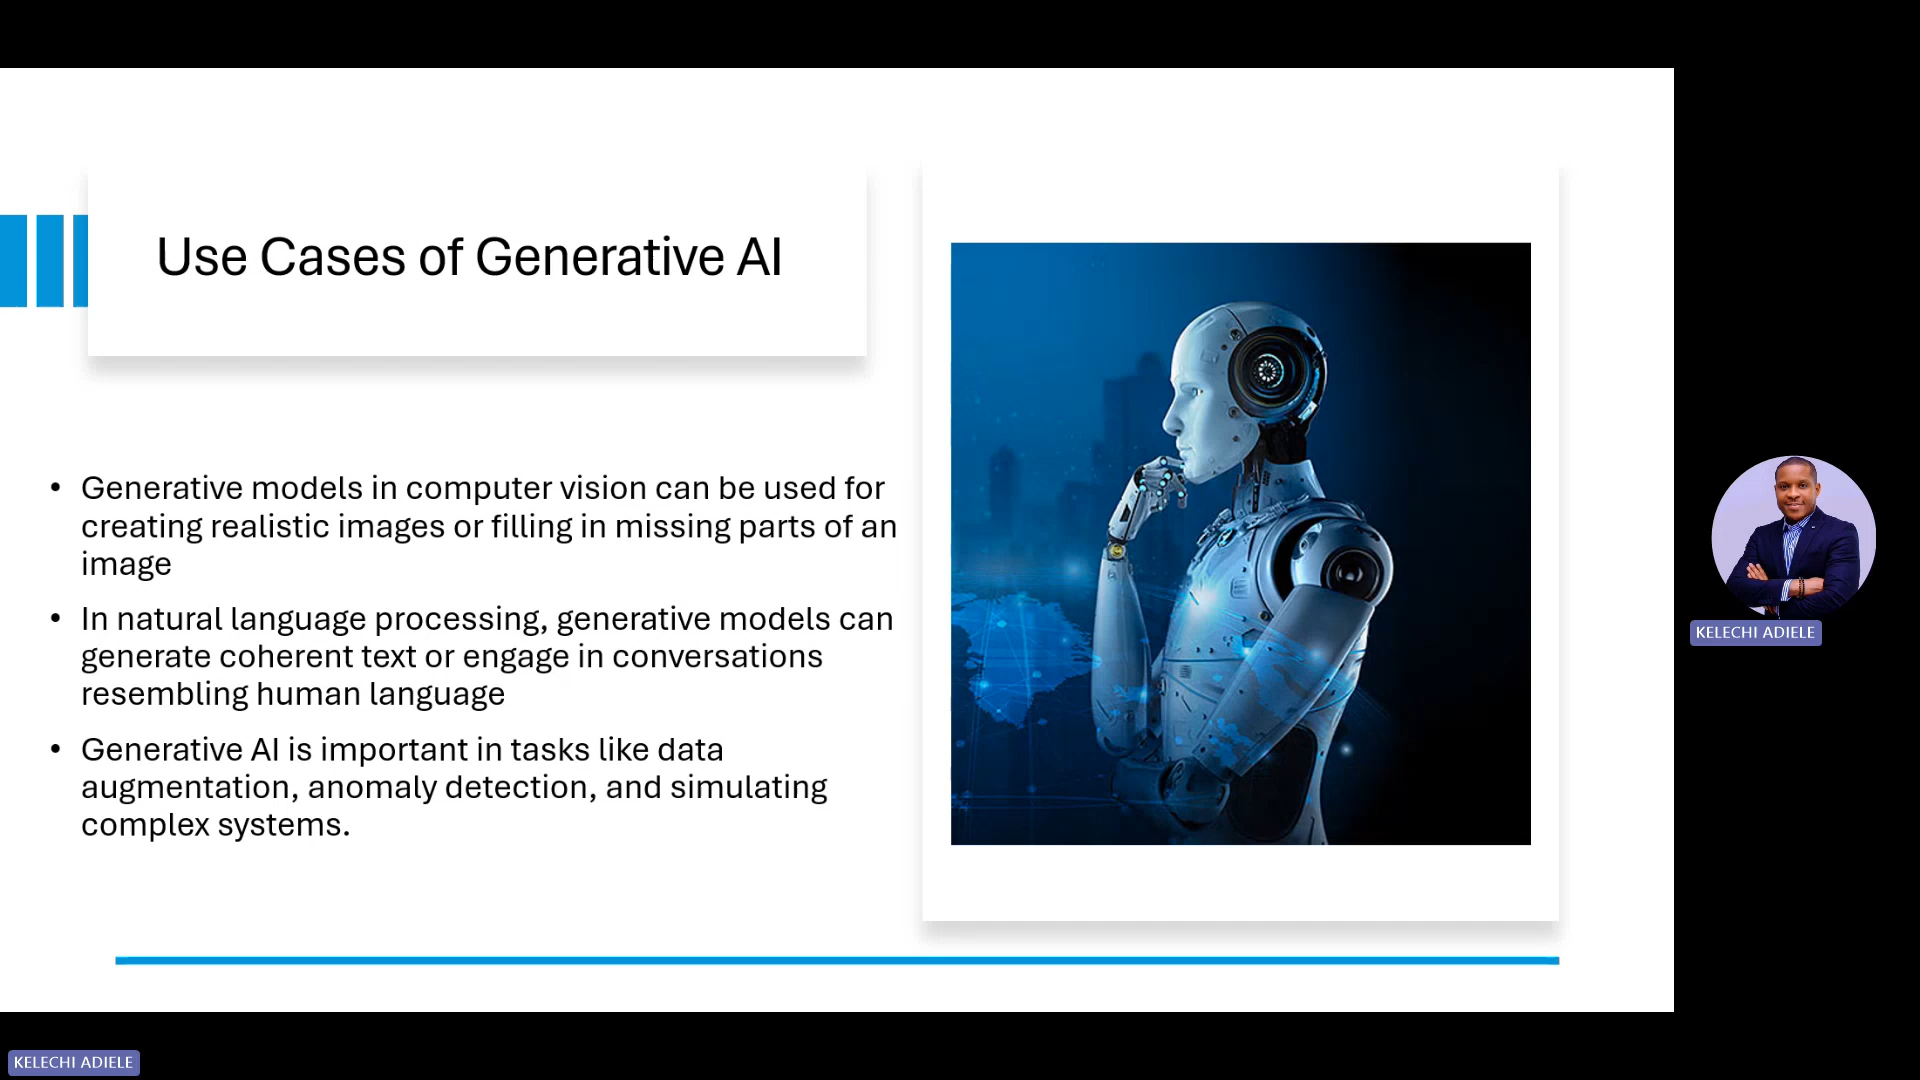 Use Cases of Generative AI
• Generative models in computer vision can be used for
creating realistic images or filling in missing parts of an
image
• In natural language processing, generative models can
generate coherent text or engage in conversations
resembling human language
• Generative AI is important in tasks like data
augmentation, anomaly detection, and simulating
complex systems.
KELECHI ADIELE
KELECHI ADIELE